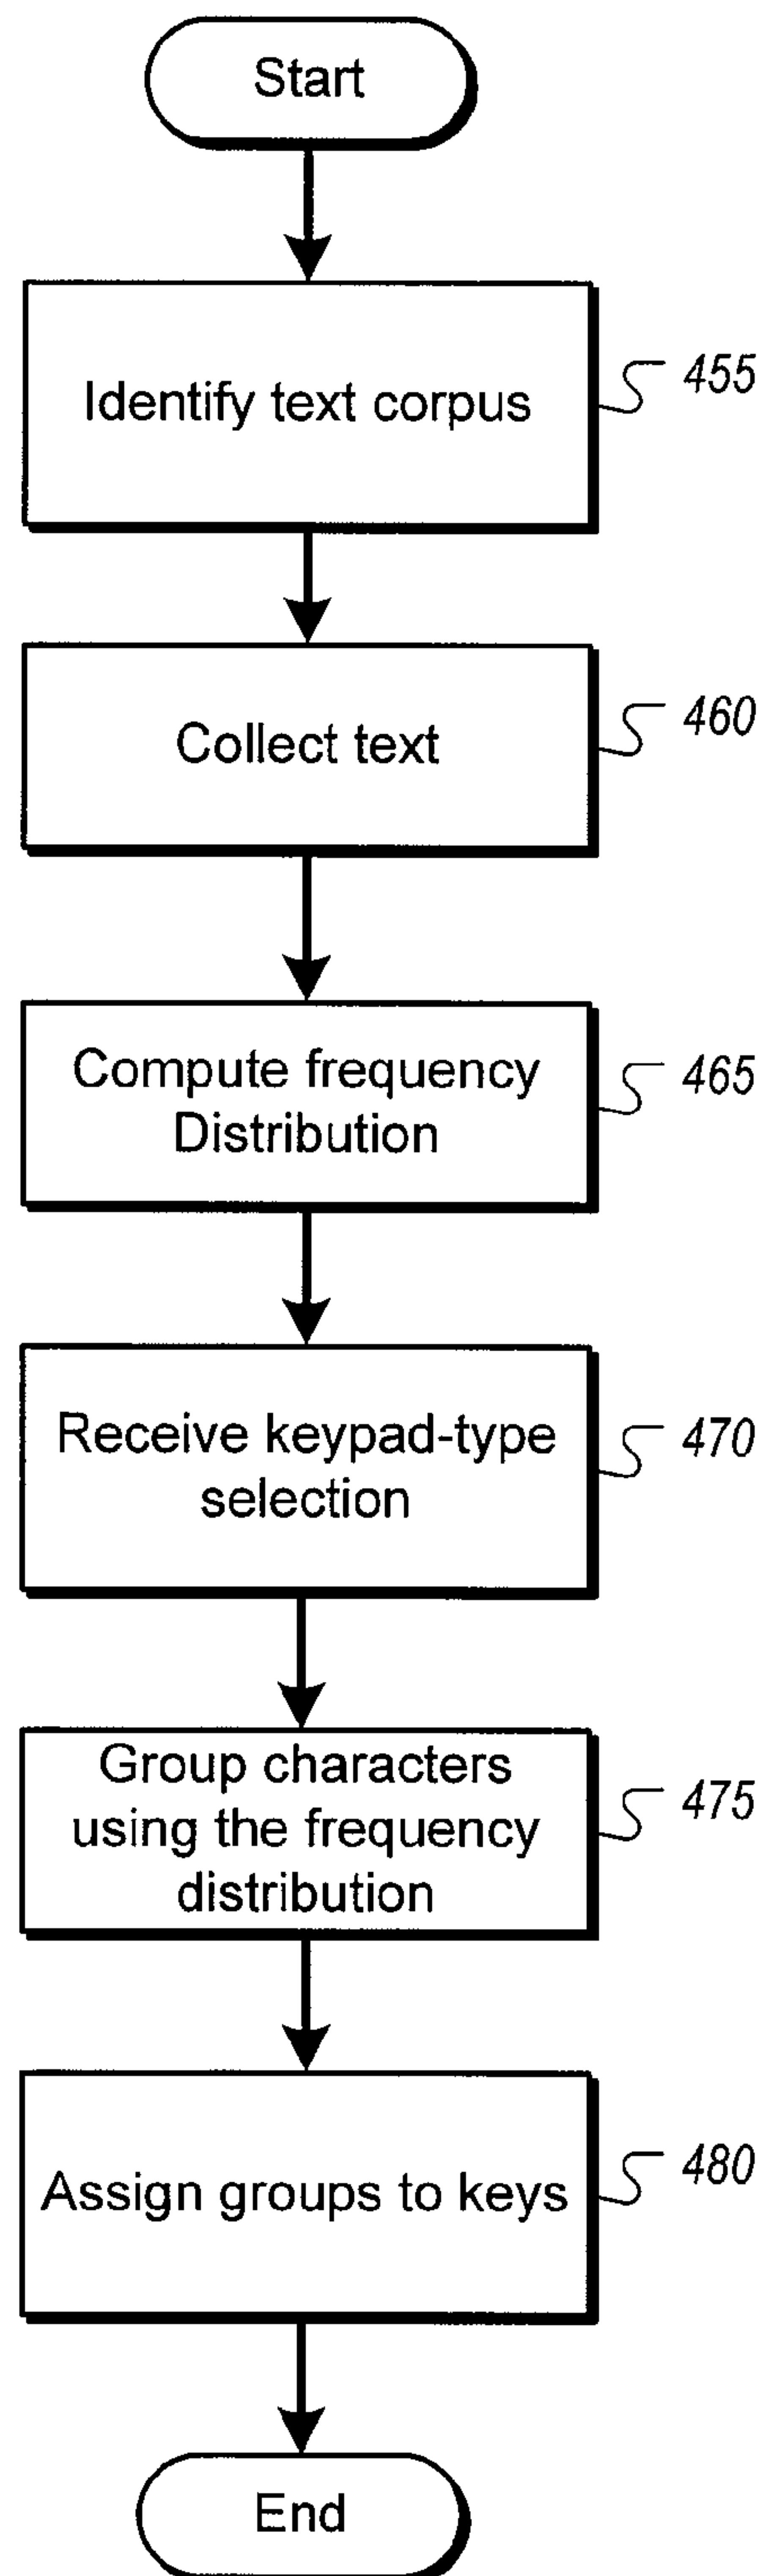 Start
Identify text corpus
455
Collect text
460
Compute frequency
Distribution
465
Receive keypad-type
selection
470
Group characters
using the frequency
distribution
475
Assign groups to keys
480
End